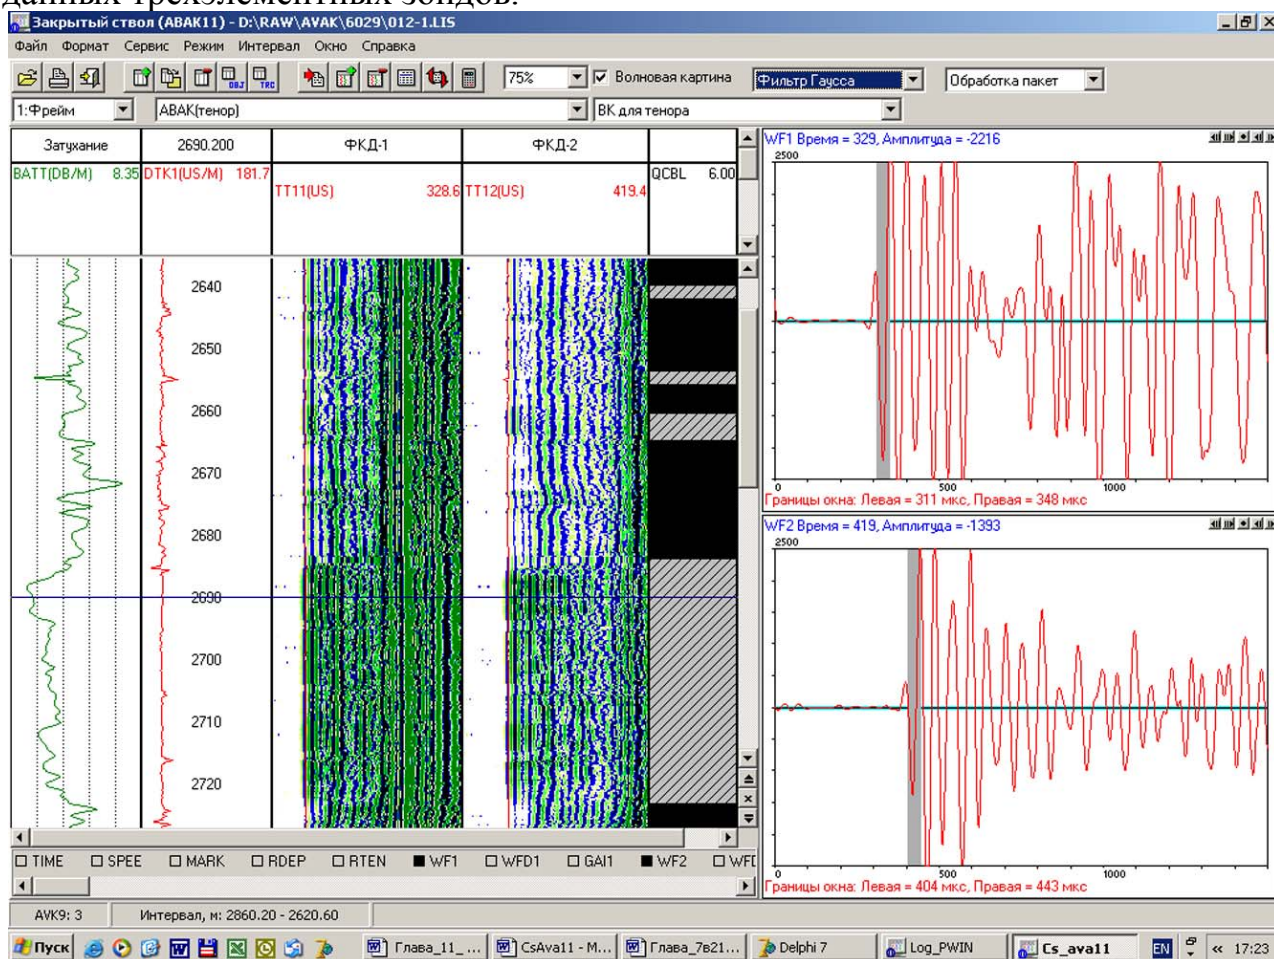 данных трехэлементных зондов.
Закрытый ствол (АВАК11) - D:\RAW\AVAK\6029\012-1.LIS
Файл Формат Сервис Режим Интервал Окно Справка
75% Волновая картина Фильтр Гаусса Обработка пакет
1:Фрейм АВАК(тенор) ВК для тенора
Затухание 2690.200 ФКД-1 ФКД-2
BATT(DB/M) 8.35 DTK1(US/M) 181.7 QCBL 6.00
TT11(US) 328.6 TT12(US) 419.4
2640
2650
2660
2670
2680
2690
2700
2710
2720
WF1 Время = 329, Амплитуда = -2216
2500
0 500 1000
Границы окна: Левая = 311 мкс, Правая = 348 мкс
WF2 Время = 419, Амплитуда = -1393
2500
0 500 1000
Границы окна: Левая = 404 мкс, Правая = 443 мкс
TIME SPEE MARK RDEP RTEN WF1 WFD1 GAI1 WF2
AVK9: 3 Интервал, м: 2860.20 - 2620.60
Пуск Глава_11_ ... CsAva11 - M... Глава_7в21... Delphi 7 Log_PWIN Cs_ava11 EN « 17:23